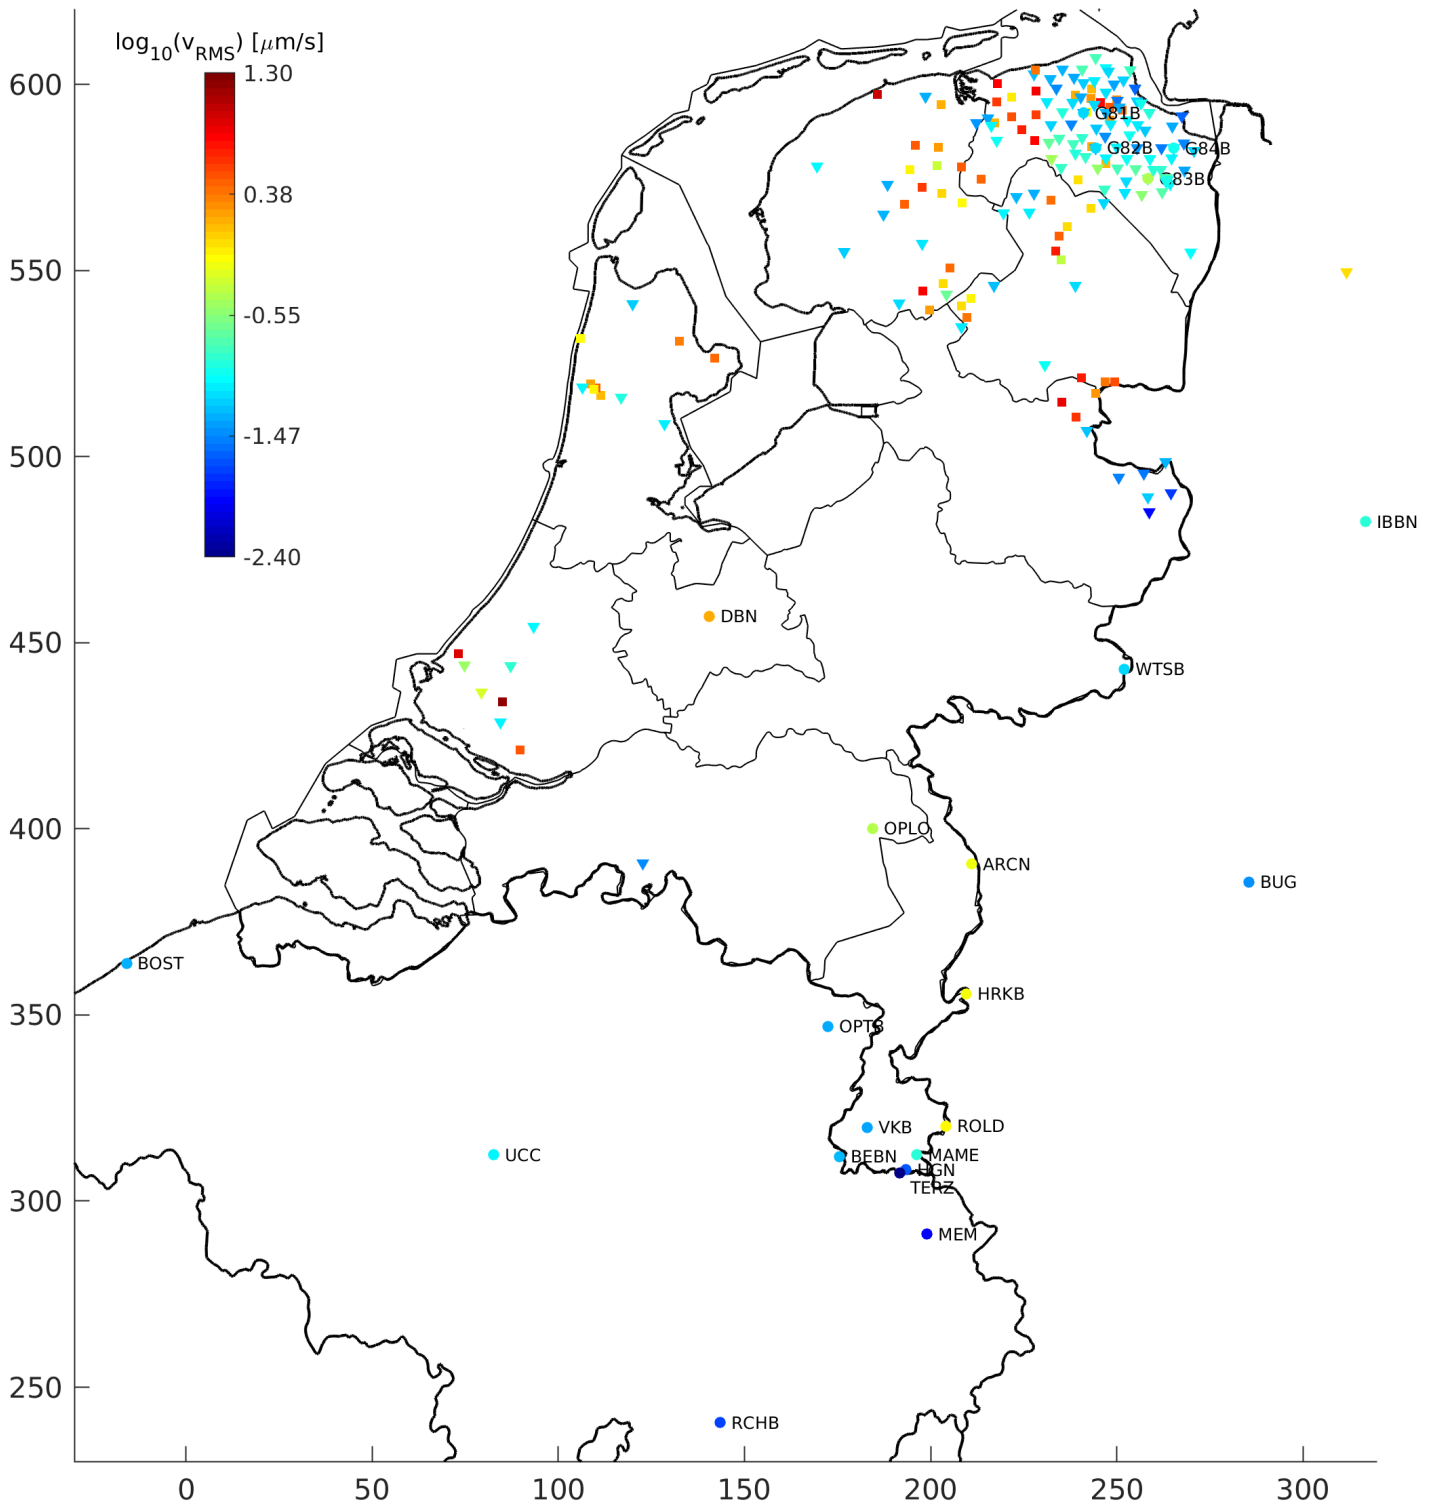 log10(vRMS) [μm/s]
1.30
0.38
-0.55
-1.47
-2.40
600
550
500
450
400
350
300
250
0
50
100
150
200
250
300
G81B
G82B
G84B
G83B
IBBN
DBN
WTSB
OPLO
ARCN
BUG
BOST
HRKB
OPTB
VKB
ROLD
UCC
BEBN
MAME
HGN
TERZ
MEM
RCHB